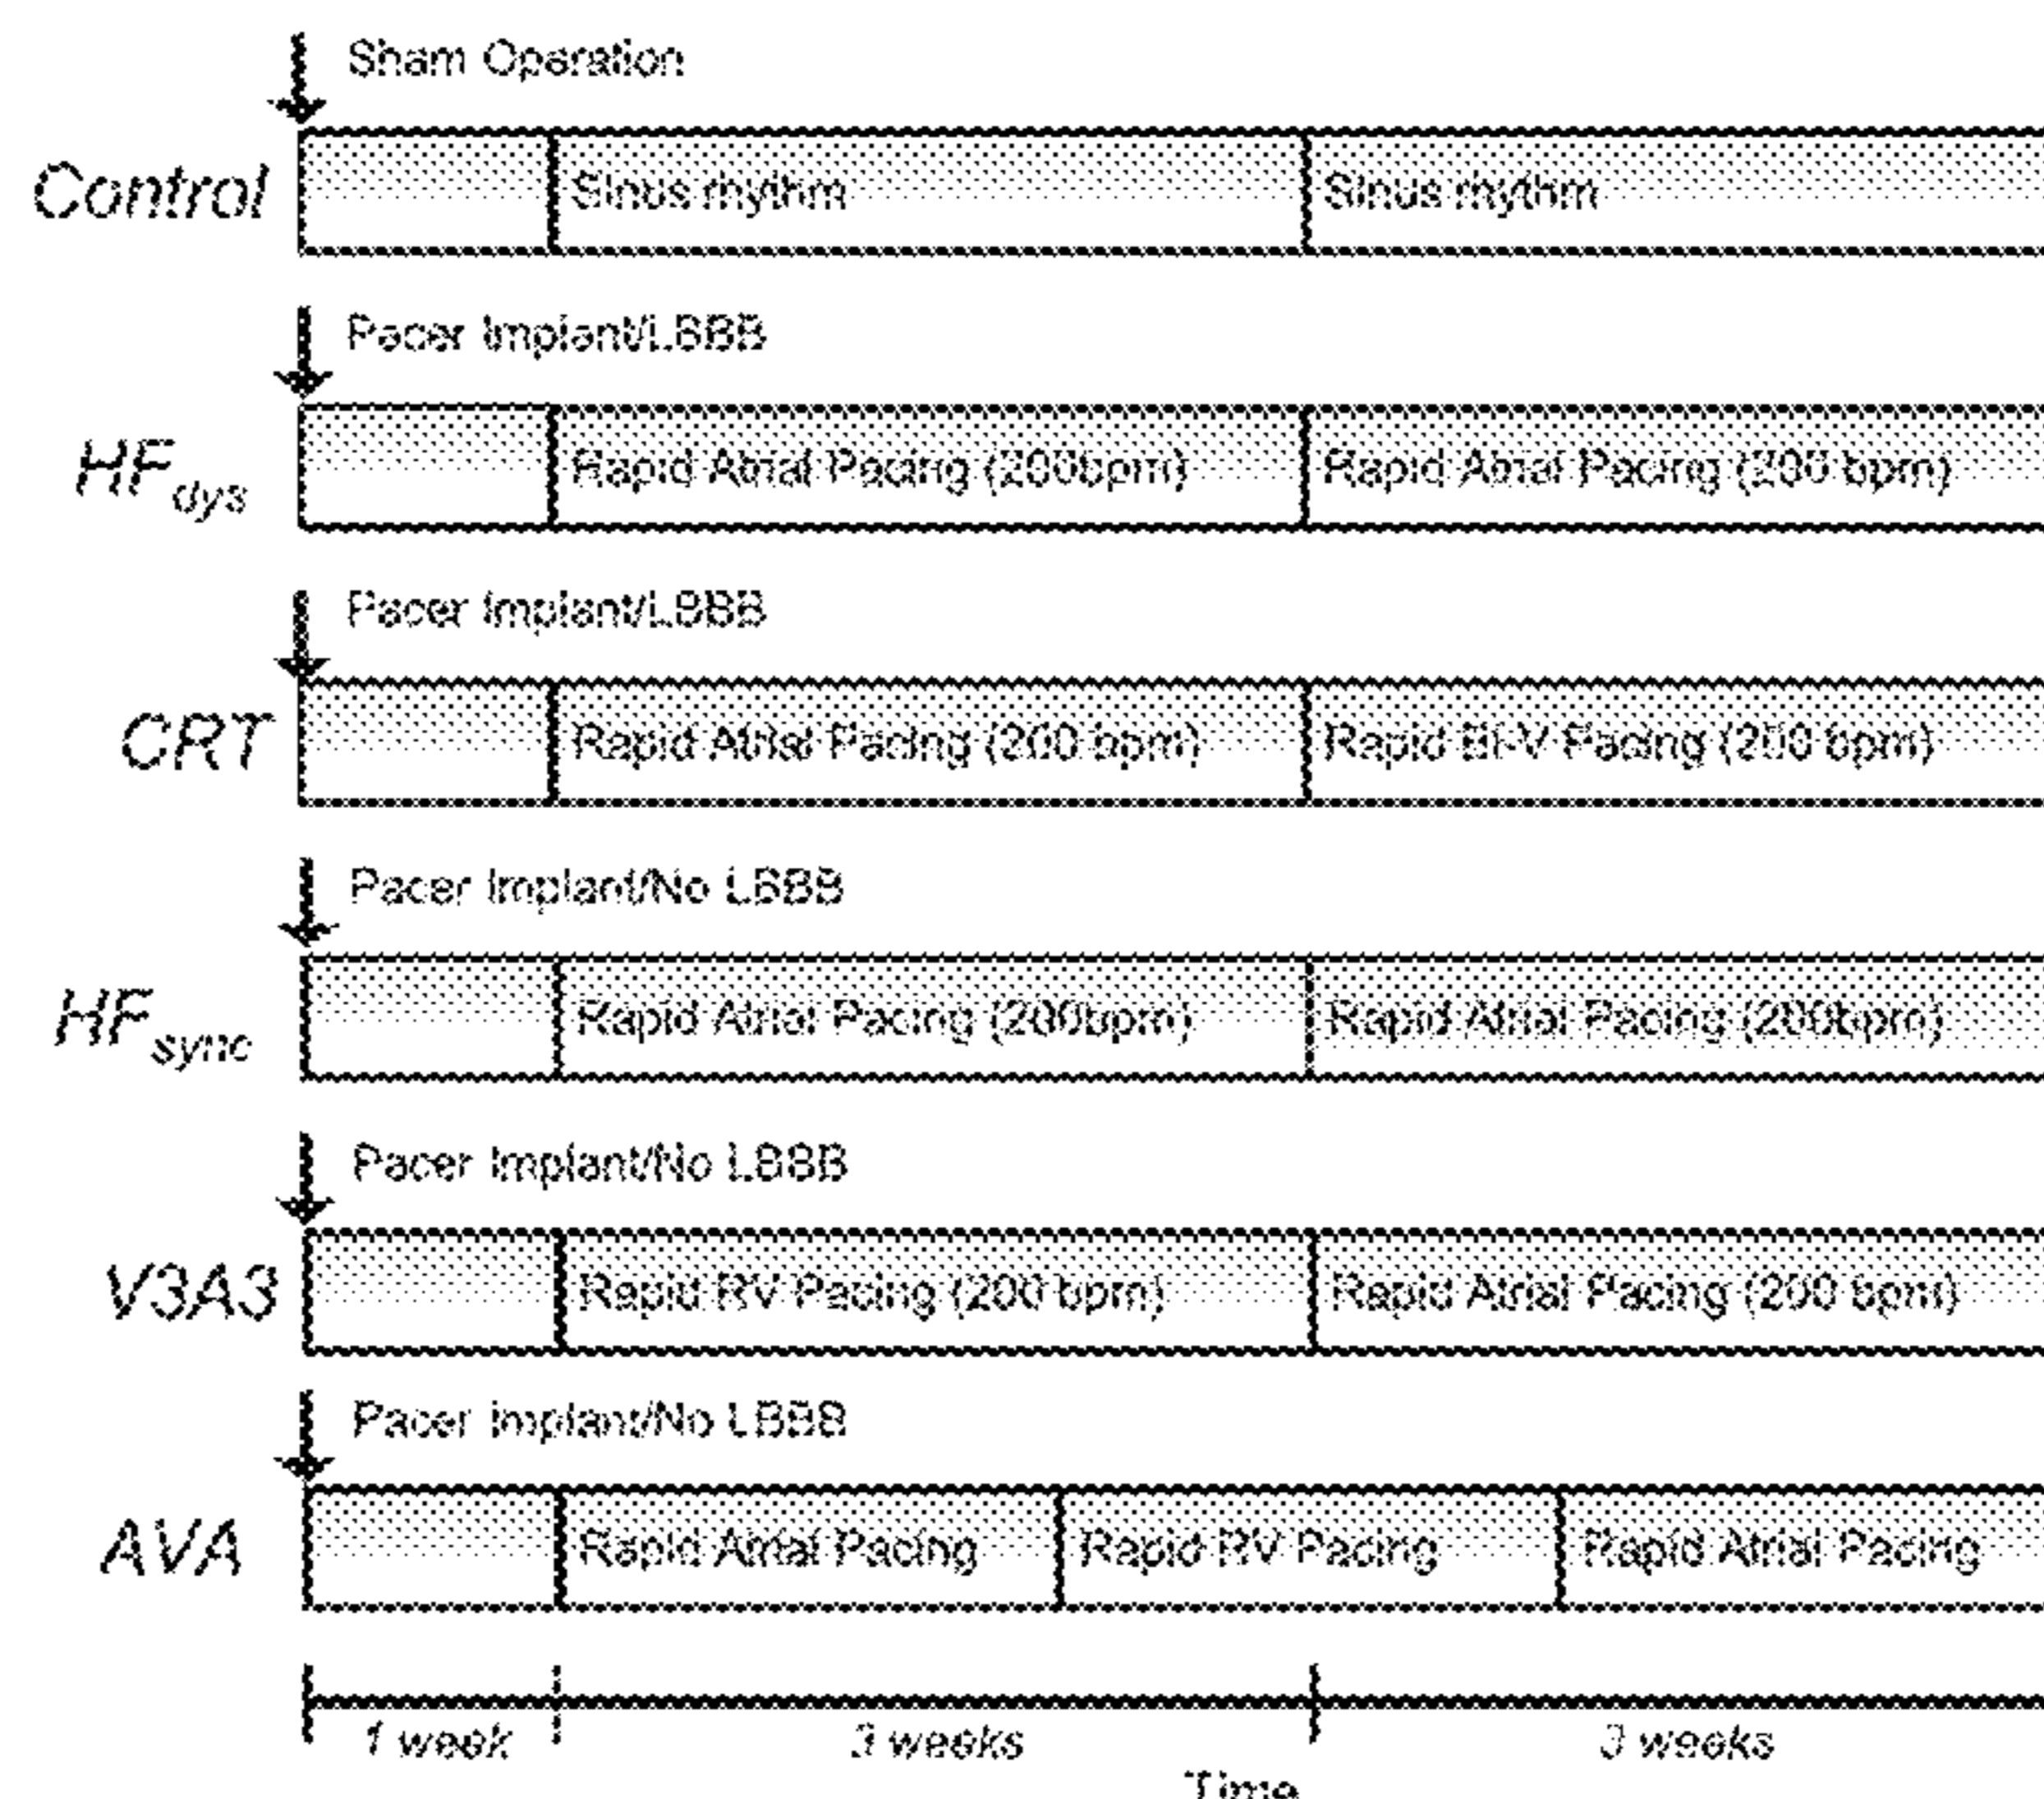 Sham Operation
Control Sinus rhythm Sinus rhythm
Pacer Implant/LBBB
HFdys Rapid Atrial Pacing (200bpm) Rapid Atrial Pacing (200 bpm)
Pacer Implant/LBBB
CRT Rapid Atrial Pacing (200 bpm) Rapid Bi-V Pacing (200 bpm)
Pacer Implant/No LBBB
HFsync Rapid Atrial Pacing (200bpm) Rapid Atrial Pacing (200bpm)
Pacer Implant/No LBBB
V3A3 Rapid RV Pacing (200 bpm) Rapid Atrial Pacing (200 bpm)
Pacer Implant/No LBBB
AVA Rapid Atrial Pacing Rapid RV Pacing Rapid Atrial Pacing
1 week 3 weeks 3 weeks
Time